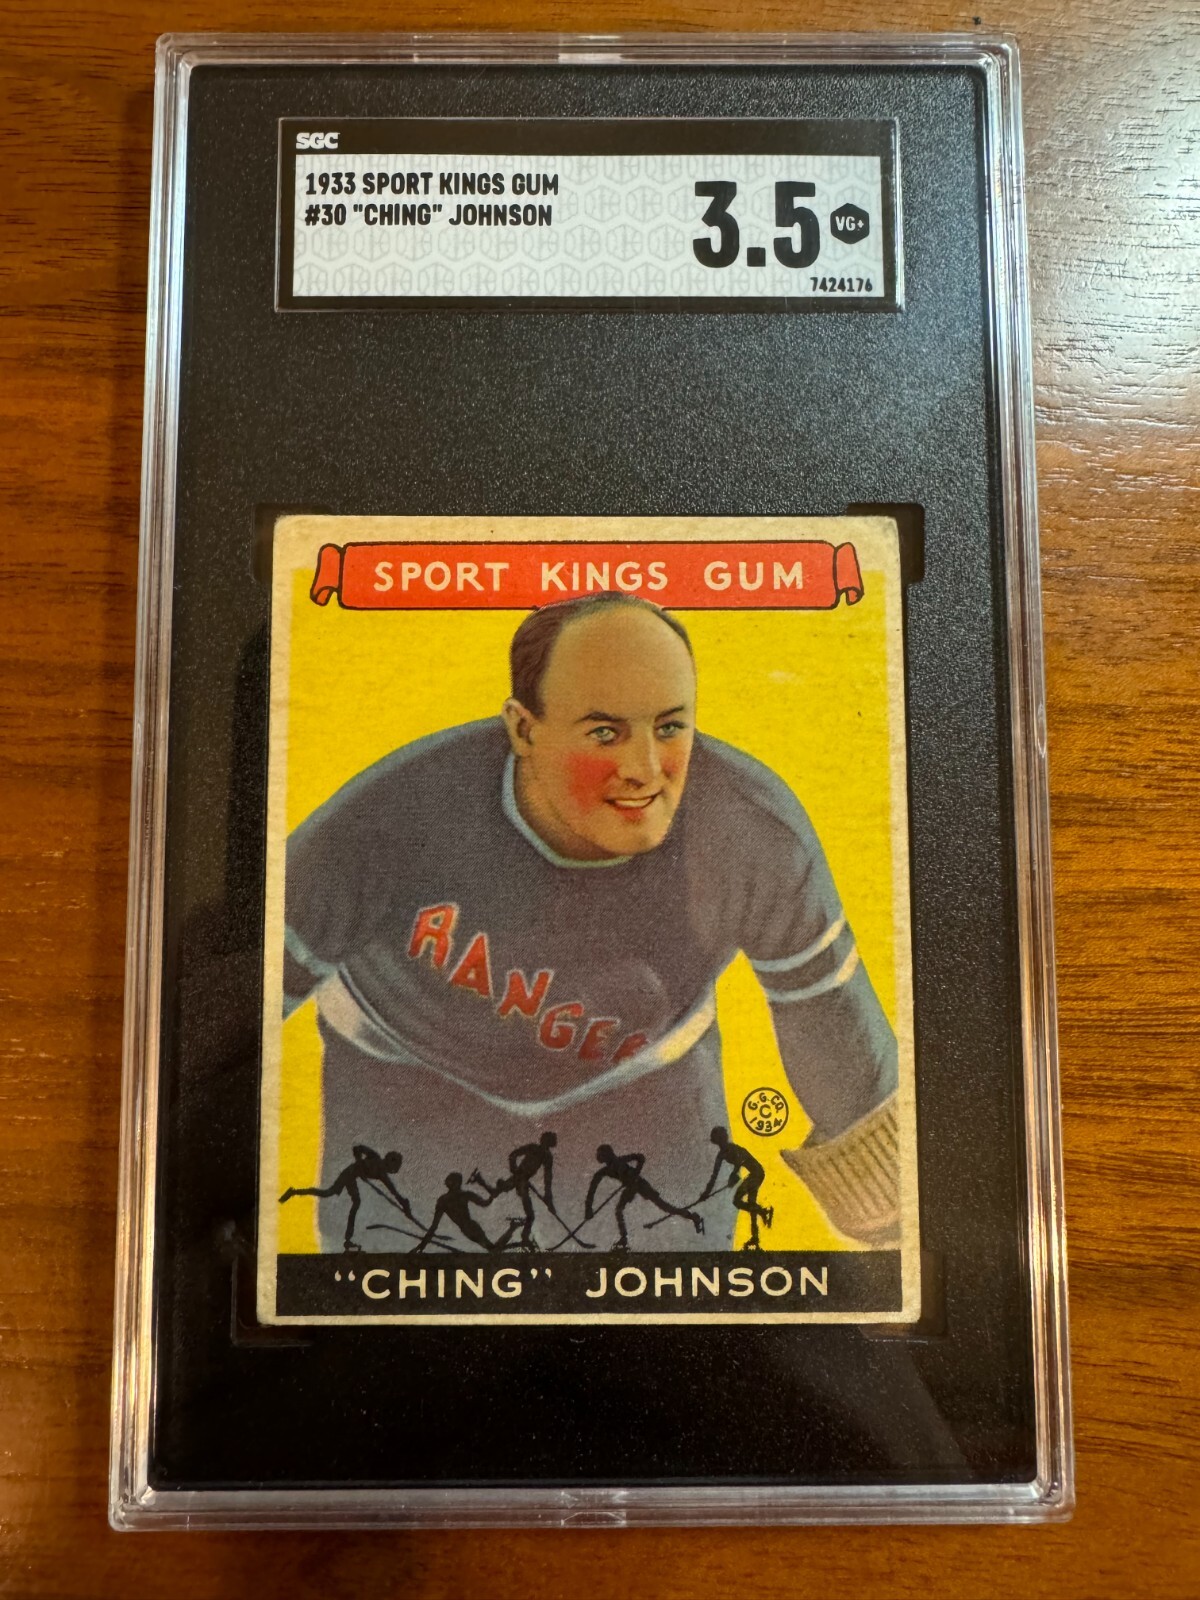 SGC
1933 SPORT KINGS GUM
#30 "CHING" JOHNSON
3.5
VG+
7424176
SPORT KINGS GUM
RANGER
G.G.CO.
C
1934
"CHING" JOHNSON